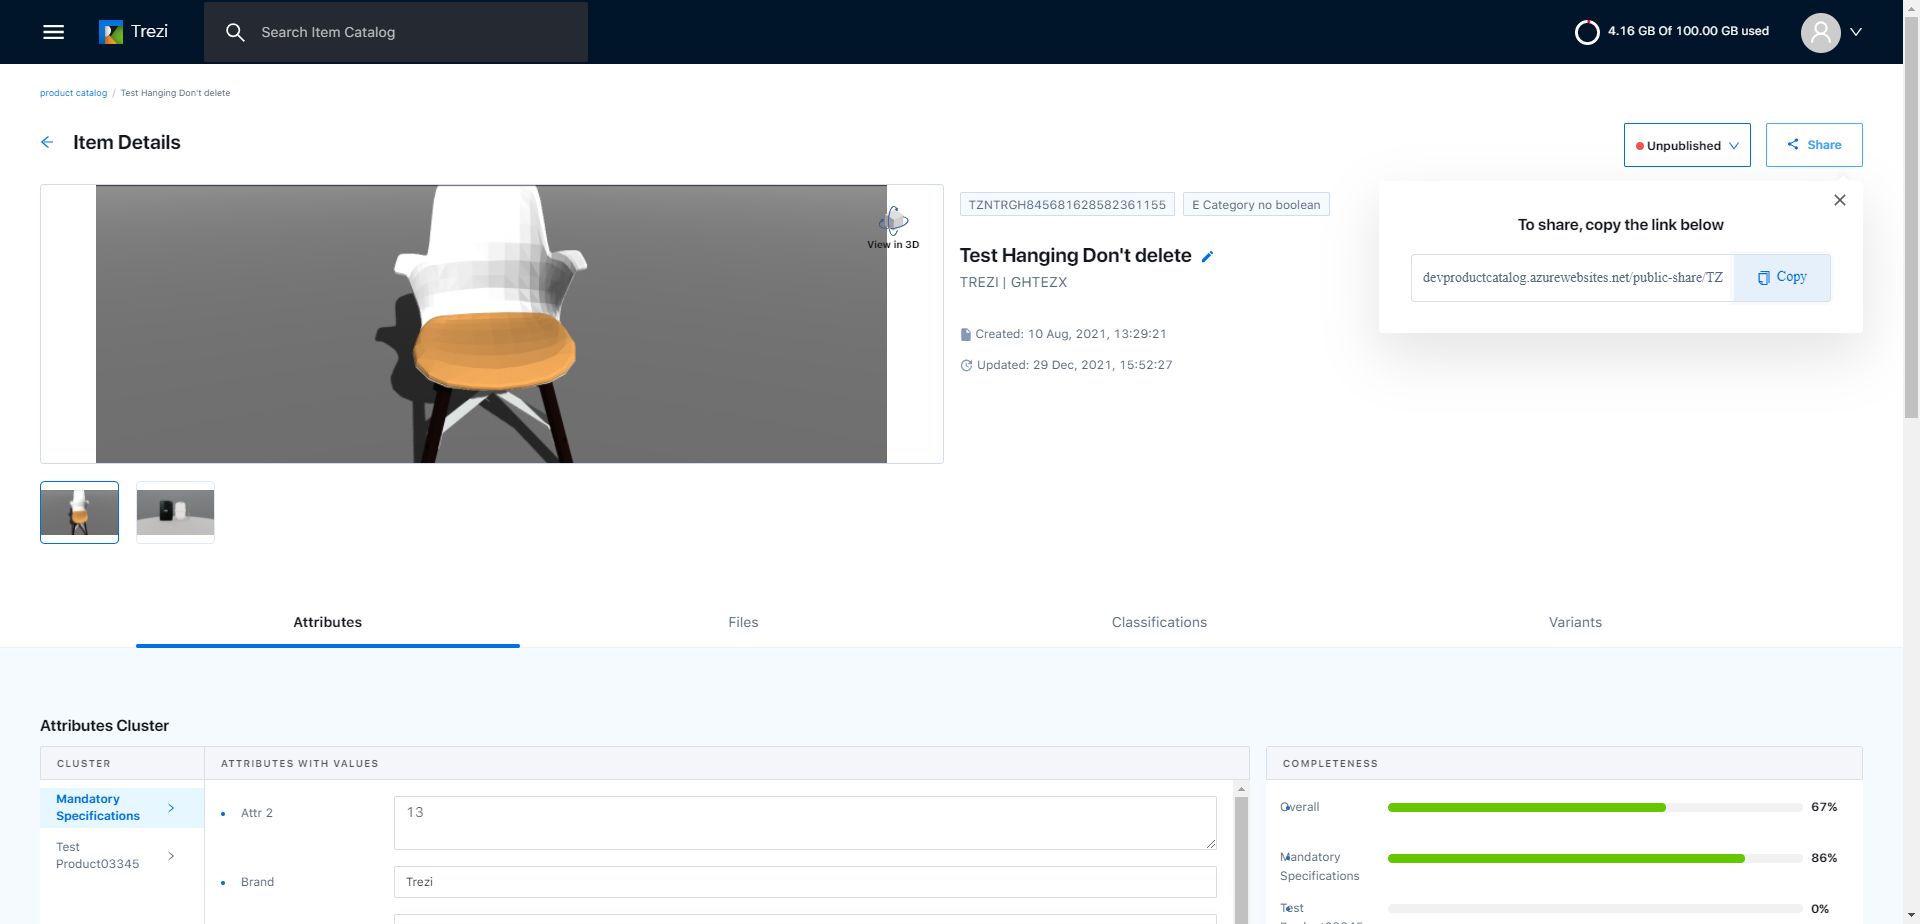 Trezi
Search Item Catalog
4.16 GB Of 100.00 GB used
product catalog / Test Hanging Don't delete
Item Details
Unpublished
Share
View in 3D
TZNTRGH845681628582361155
E Category no boolean
Test Hanging Don't delete
TREZI | GHTEZX
Created: 10 Aug, 2021, 13:29:21
Updated: 29 Dec, 2021, 15:52:27
To share, copy the link below
devproductcatalog.azurewebsites.net/public-share/TZ
Copy
Attributes
Files
Classifications
Variants
Attributes Cluster
CLUSTER
ATTRIBUTES WITH VALUES
COMPLETENESS
Mandatory
Specifications
Test
Product03345
Attr 2
13
Brand
Trezi
Overall
67%
Mandatory
Specifications
86%
Test
0%